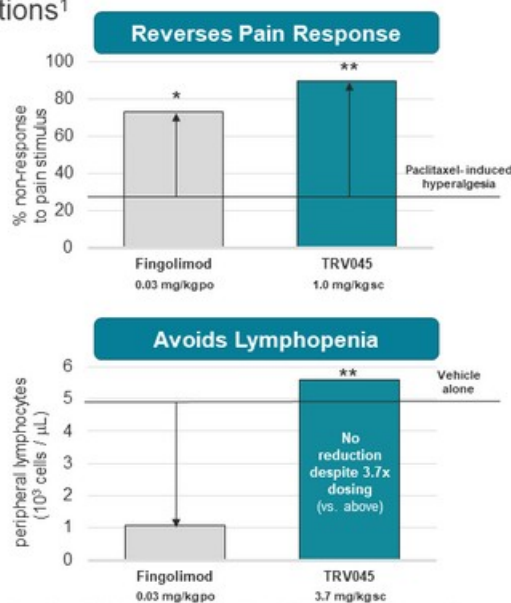 tions¹
Reverses Pain Response
% non-response
to pain stimulus
100
80
60
40
20
0
*
**
Paclitaxel- induced
hyperalgesia
Fingolimod
0.03 mg/kgpo
TRV045
1.0 mg/kgsc
Avoids Lymphopenia
peripheral lymphocytes
(10³ cells / μL)
6
5
4
3
2
1
0
**
Vehicle
alone
No
reduction
despite 3.7x
dosing
(vs. above)
Fingolimod
0.03 mg/kgpo
TRV045
3.7 mg/kgsc